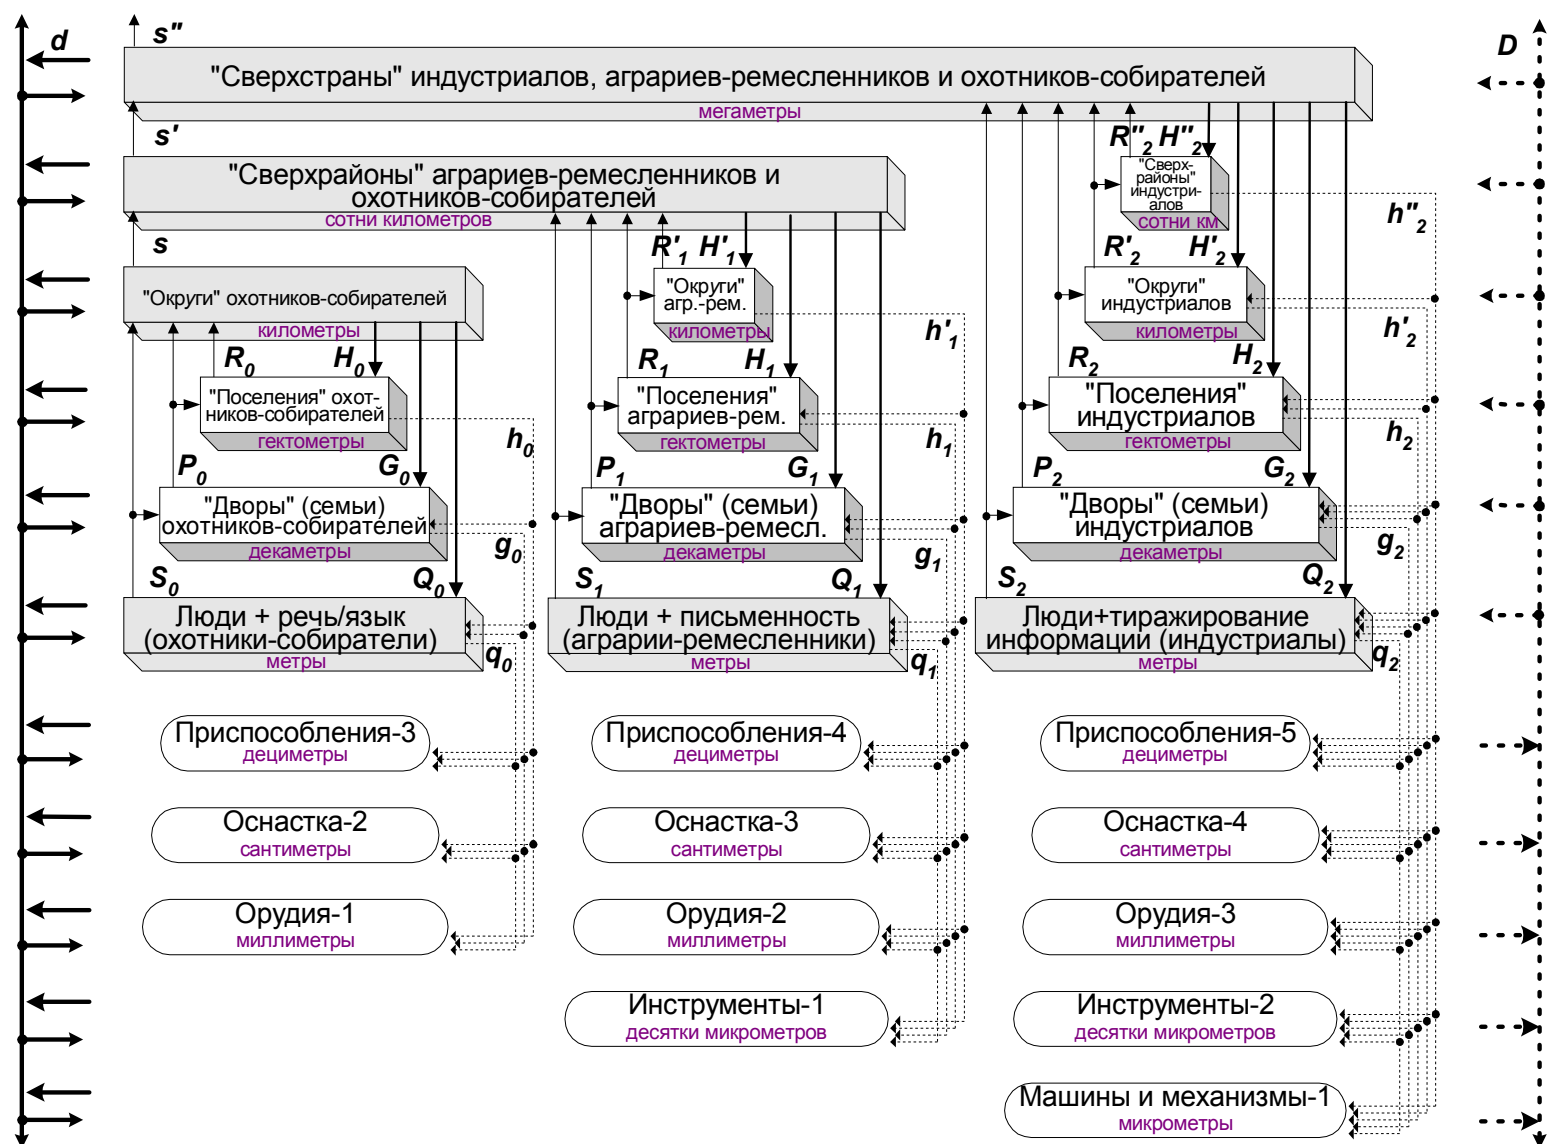 s"
d
D
"Сверхстраны" индустриалов, аграриев-ремесленников и охотников-собирателей
мегаметры
s'
R"2 H"2
"Сверхрайоны" аграриев-ремесленников и
охотников-собирателей
сотни километров
"Сверх-
районы"
индустри-
алов
сотни км
h"2
s
R'1 H'1
R'2 H'2
"Округи" охотников-собирателей
километры
"Округи"
агр.-рем.
километры
"Округи"
индустриалов
километры
h'1
h'2
R0 H0
R1 H1
R2 H2
"Поселения" охот-
ников-собирателей
гектометры
"Поселения"
аграриев-рем.
гектометры
"Поселения"
индустриалов
гектометры
h0
h1
h2
P0 G0
P1 G1
P2 G2
"Дворы" (семьи)
охотников-собирателей
декаметры
"Дворы" (семьи)
аграриев-ремесл.
декаметры
"Дворы" (семьи)
индустриалов
декаметры
g0
g1
g2
S0 Q0
S1 Q1
S2 Q2
Люди + речь/язык
(охотники-собиратели)
метры
Люди + письменность
(аграрии-ремесленники)
метры
Люди+тиражирование
информации (индустриалы)
метры
q0
q1
q2
Приспособления-3
дециметры
Приспособления-4
дециметры
Приспособления-5
дециметры
Оснастка-2
сантиметры
Оснастка-3
сантиметры
Оснастка-4
сантиметры
Орудия-1
миллиметры
Орудия-2
миллиметры
Орудия-3
миллиметры
Инструменты-1
десятки микрометров
Инструменты-2
десятки микрометров
Машины и механизмы-1
микрометры